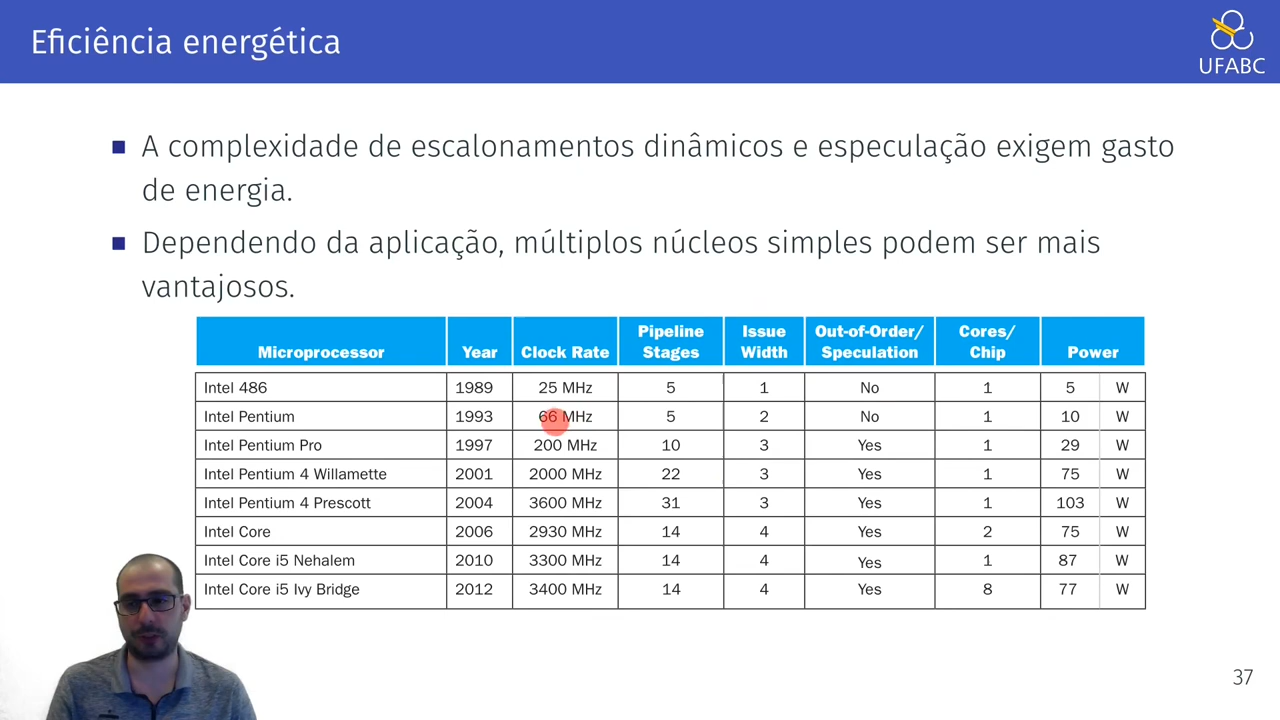 Eficiência energética
UFABC
A complexidade de escalonamentos dinâmicos e especulação exigem gasto
de energia.
Dependendo da aplicação, múltiplos núcleos simples podem ser mais
vantajosos.
Microprocessor Year Clock Rate Pipeline Stages Issue Width Out-of-Order/ Speculation Cores/ Chip Power
Intel 486 1989 25 MHz 5 1 No 1 5 W
Intel Pentium 1993 66 MHz 5 2 No 1 10 W
Intel Pentium Pro 1997 200 MHz 10 3 Yes 1 29 W
Intel Pentium 4 Willamette 2001 2000 MHz 22 3 Yes 1 75 W
Intel Pentium 4 Prescott 2004 3600 MHz 31 3 Yes 1 103 W
Intel Core 2006 2930 MHz 14 4 Yes 2 75 W
Intel Core i5 Nehalem 2010 3300 MHz 14 4 Yes 1 87 W
Intel Core i5 Ivy Bridge 2012 3400 MHz 14 4 Yes 8 77 W
37